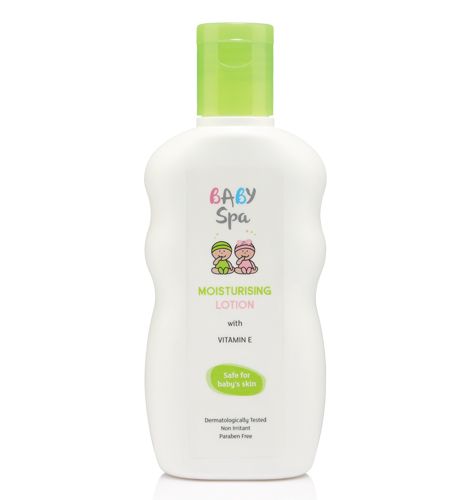 BABY
Spa
MOISTURISING
LOTION
with
VITAMIN E
Safe for
baby's skin
Dermatologically Tested
Non Irritant
Paraben Free